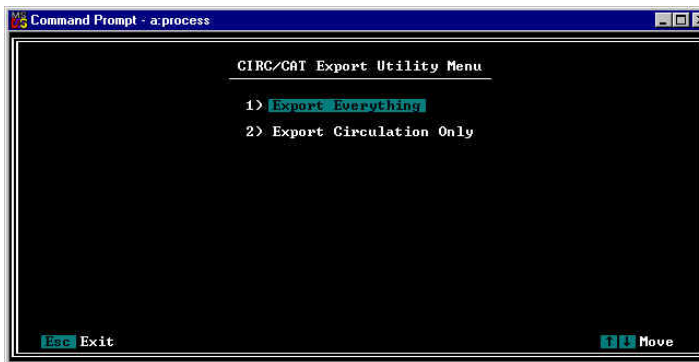 Command Prompt - a:process
CIRC/CAT Export Utility Menu
1) Export Everything
2) Export Circulation Only
Esc Exit
↑ ↓ Move